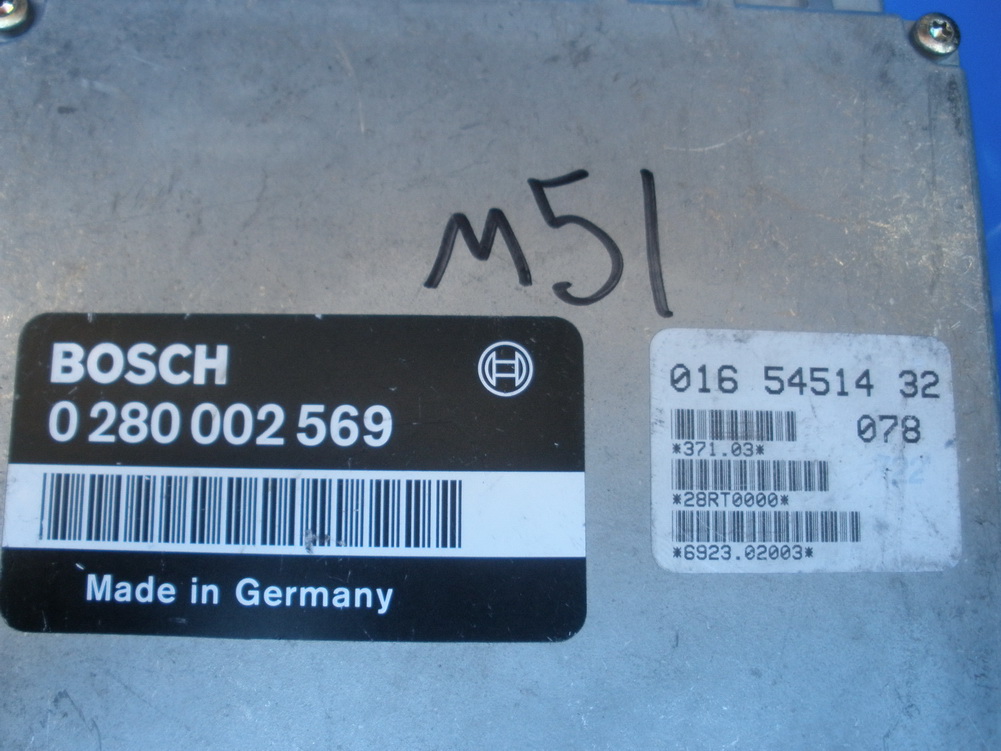 M51
BOSCH
0 280 002 569
Made in Germany
016 54514 32
078
*371.03*
*28RT0000*
*6923.02003*